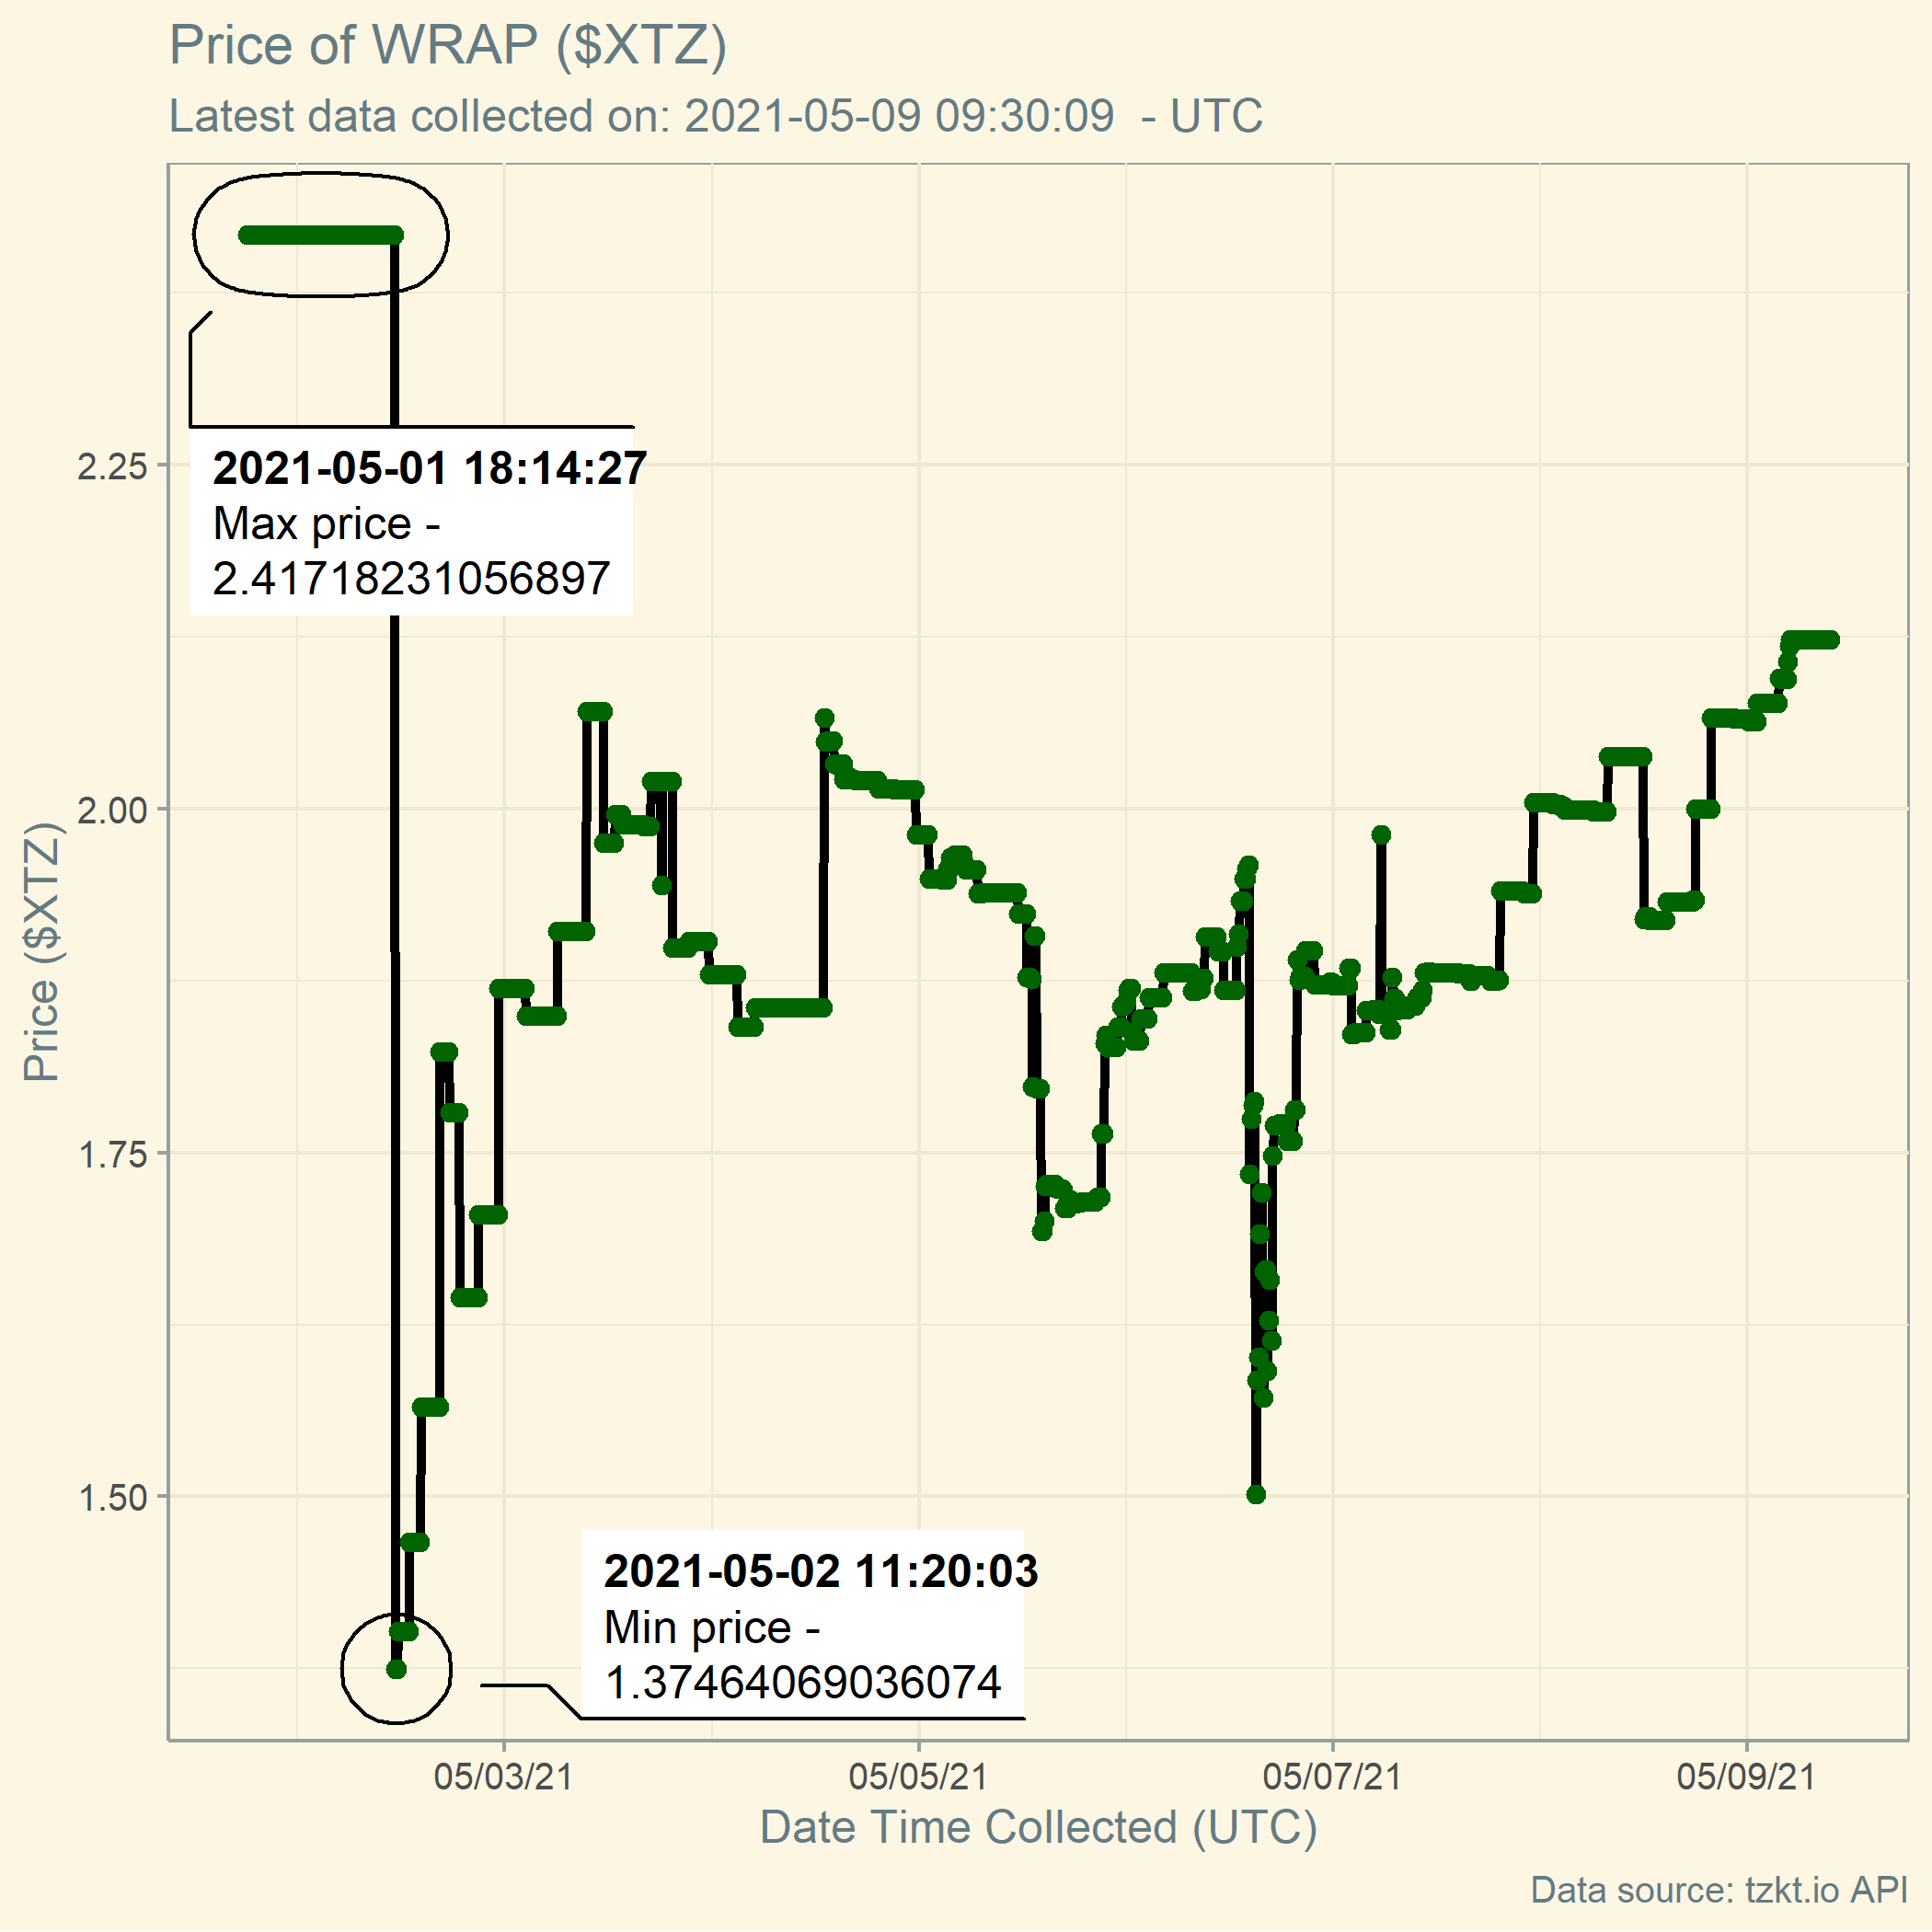 Price of WRAP ($XTZ)
Latest data collected on: 2021-05-09 09:30:09  - UTC
2021-05-01 18:14:27
Max price -
2.41718231056897
2.25
2.00
1.75
1.50
Price ($XTZ)
2021-05-02 11:20:03
Min price -
1.37464069036074
05/03/21
05/05/21
05/07/21
05/09/21
Date Time Collected (UTC)
Data source: tzkt.io API